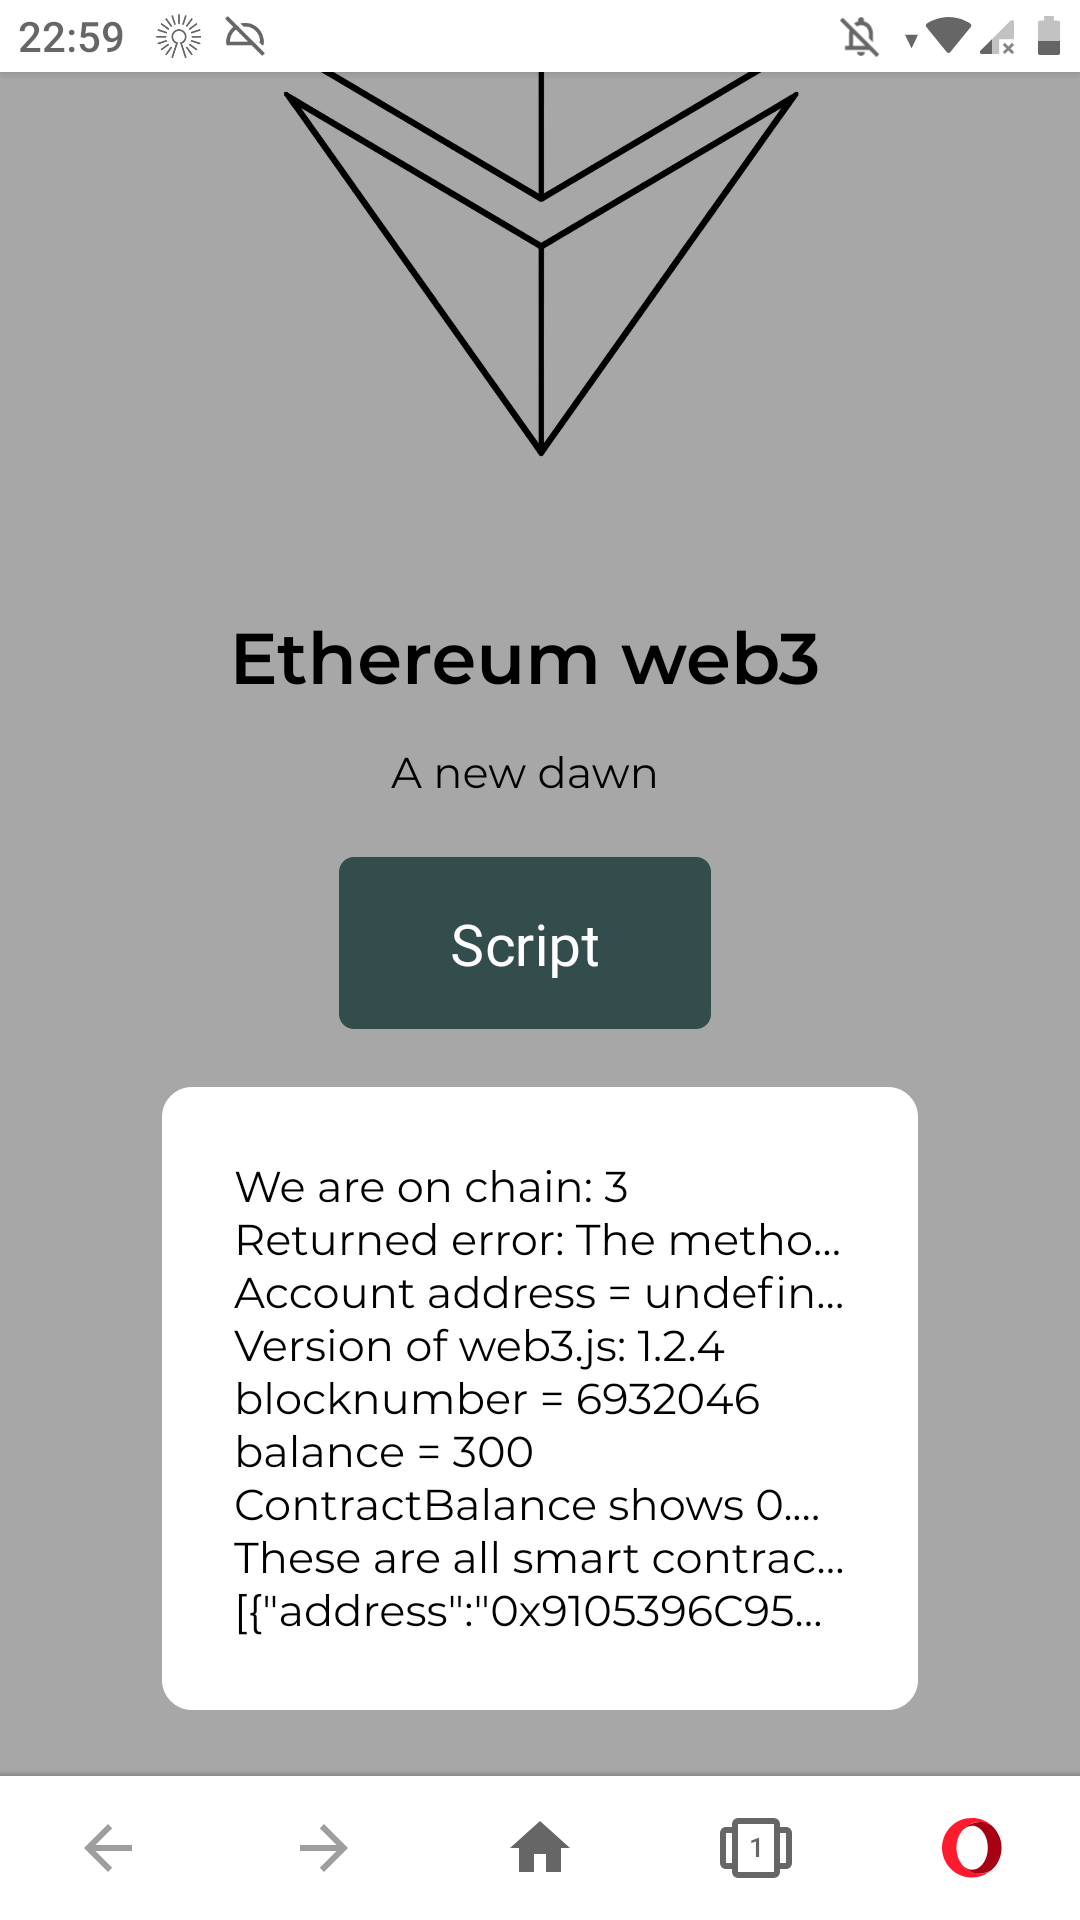 22:59
Ethereum web3
A new dawn
Script
We are on chain: 3
Returned error: The metho...
Account address = undefin...
Version of web3.js: 1.2.4
blocknumber = 6932046
balance = 300
ContractBalance shows 0....
These are all smart contrac...
[{"address":"0x9105396C95...
1